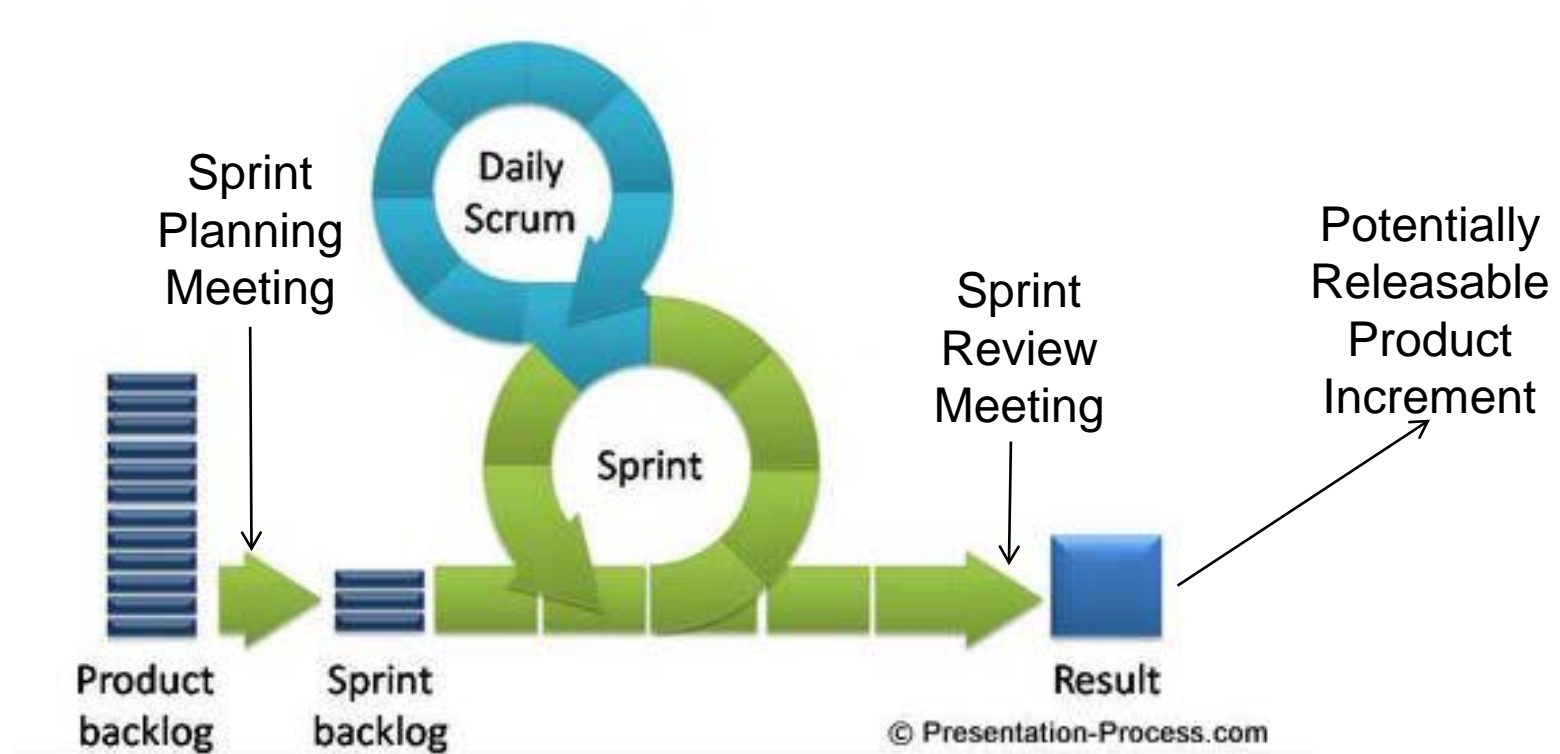 Sprint
Planning
Meeting
Daily
Scrum
Sprint
Sprint
Review
Meeting
Potentially
Releasable
Product
Increment
Product
backlog
Sprint
backlog
Result
© Presentation-Process.com